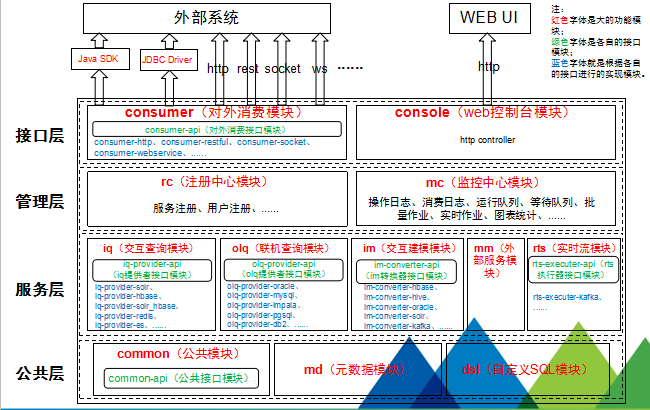 外部系统
WEB UI
注:
红色字体是大的功能模块;
绿色字体是各自的接口模块;
蓝色字体就是根据各自的接口进行的实现模块。
Java SDK
JDBC Driver
http
rest
socket
ws
......
http
接口层
consumer（对外消费模块）
consumer-api（对外消费接口模块）
consumer-http、consumer-restful、consumer-socket、
consumer-webservice、......
console（web控制台模块）
http controller
管理层
rc（注册中心模块）
服务注册、用户注册、......
mc（监控中心模块）
操作日志、消费日志、运行队列、等待队列、批
量作业、实时作业、图表统计、......
服务层
iq（交互查询模块）
iq-provider-api
（iq提供者接口模块）
iq-provider-solr、
iq-provider-hbase、
iq-provider-solr_hbase、
iq-provider-redis、
iq-provider-es、......
olq（联机查询模块）
olq-provider-api
（olq提供者接口模块）
olq-provider-oracle、
olq-provider-mysql、
olq-provider-impala、
olq-provider-pgsql、
olq-provider-db2、......
im（交互建模模块）
im-converter-api
（im转换器接口模块）
im-converter-hbase、
im-converter-hive、
im-converter-oracle、
im-converter-solr、
im-converter-kafka、......
mm（外
部服务模
块）
rts（实时流模块）
rts-executer-api（rts
执行器接口模块）
rts-executer-kafka、
......
公共层
common（公共模块）
common-api（公共接口模块）
md（元数据模块）
dsl（自定义SQL模块）